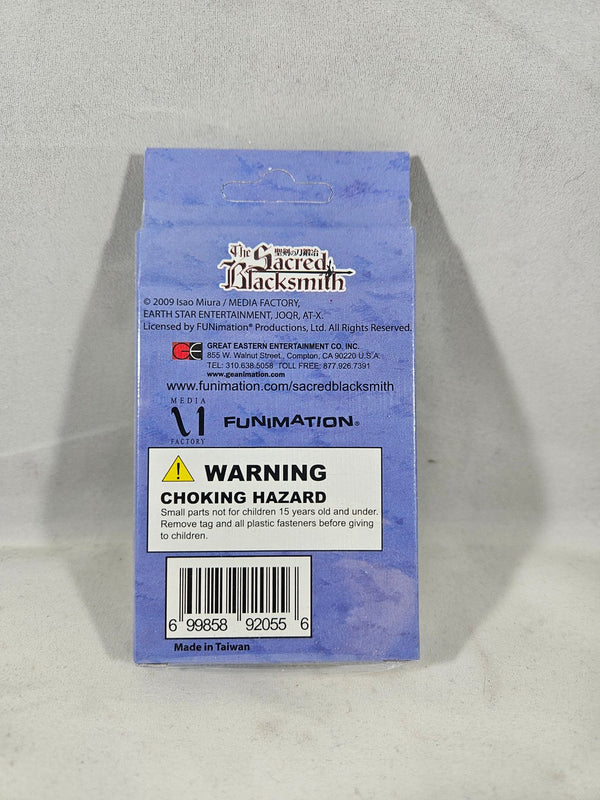 The Sacred
聖剣の刀鍛冶
Blacksmith
© 2009 Isao Miura / MEDIA FACTORY,
EARTH STAR ENTERTAINMENT, JOQR, AT-X.
Licensed by FUNimation® Productions, Ltd. All Rights Reserved.
GE
GREAT EASTERN ENTERTAINMENT CO, INC.
855 W. Walnut Street., Compton, CA 90220 U.S.A.
TEL: 310.638.5058 TOLL FREE: 877.926.7391
www.geanimation.com
www.funimation.com/sacredblacksmith
MEDIA
FACTORY
FUNIMATION®
! WARNING
CHOKING HAZARD
Small parts not for children 15 years old and under.
Remove tag and all plastic fasteners before giving
to children.
6 99858 92055 6
Made in Taiwan